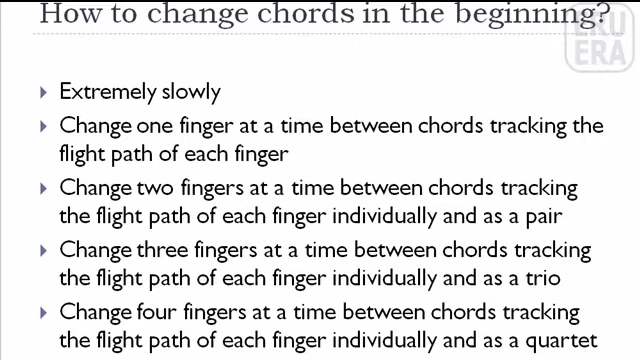 How to change chords in the beginning?
ERU
ERA
Extremely slowly
Change one finger at a time between chords tracking the
flight path of each finger
Change two fingers at a time between chords tracking
the flight path of each finger individually and as a pair
Change three fingers at a time between chords tracking
the flight path of each finger individually and as a trio
Change four fingers at a time between chords tracking
the flight path of each finger individually and as a quartet